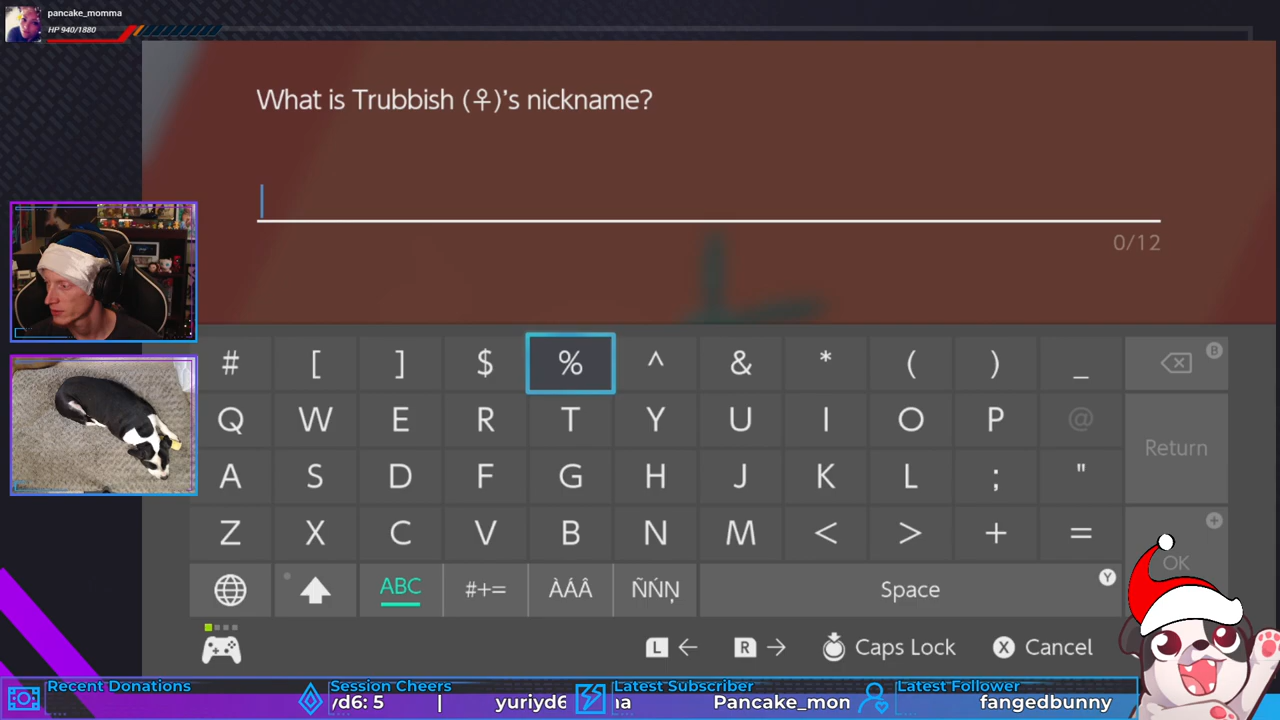 pancake_momma
HP 940/1880
What is Trubbish (♀)'s nickname?
0/12
# [ ] $ % ^ & * ( ) _ B
Q W E R T Y U I O P @
Return
A S D F G H J K L ; "
Z X C V B N M < > + =
OK
ABC #+= ÀÁÂ ÑŃŅ Space Y
L ← R → Caps Lock X Cancel
Recent Donations
Session Cheers
/d6: 5 | yuriyd6
Latest Subscriber
na Pancake_mon
Latest Follower
fangedbunny